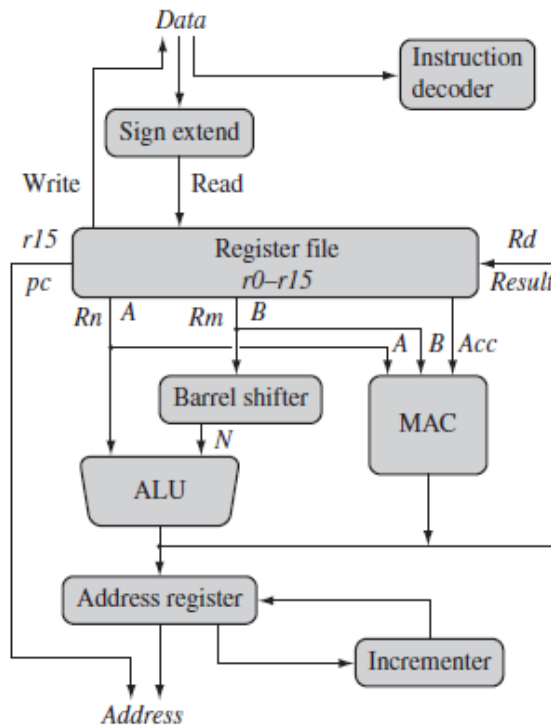 Data
Instruction
decoder
Sign extend
Write
Read
r15
Register file
Rd
pc
r0–r15
Result
Rn
A
Rm
B
A
B
Acc
Barrel shifter
MAC
N
ALU
Address register
Incrementer
Address